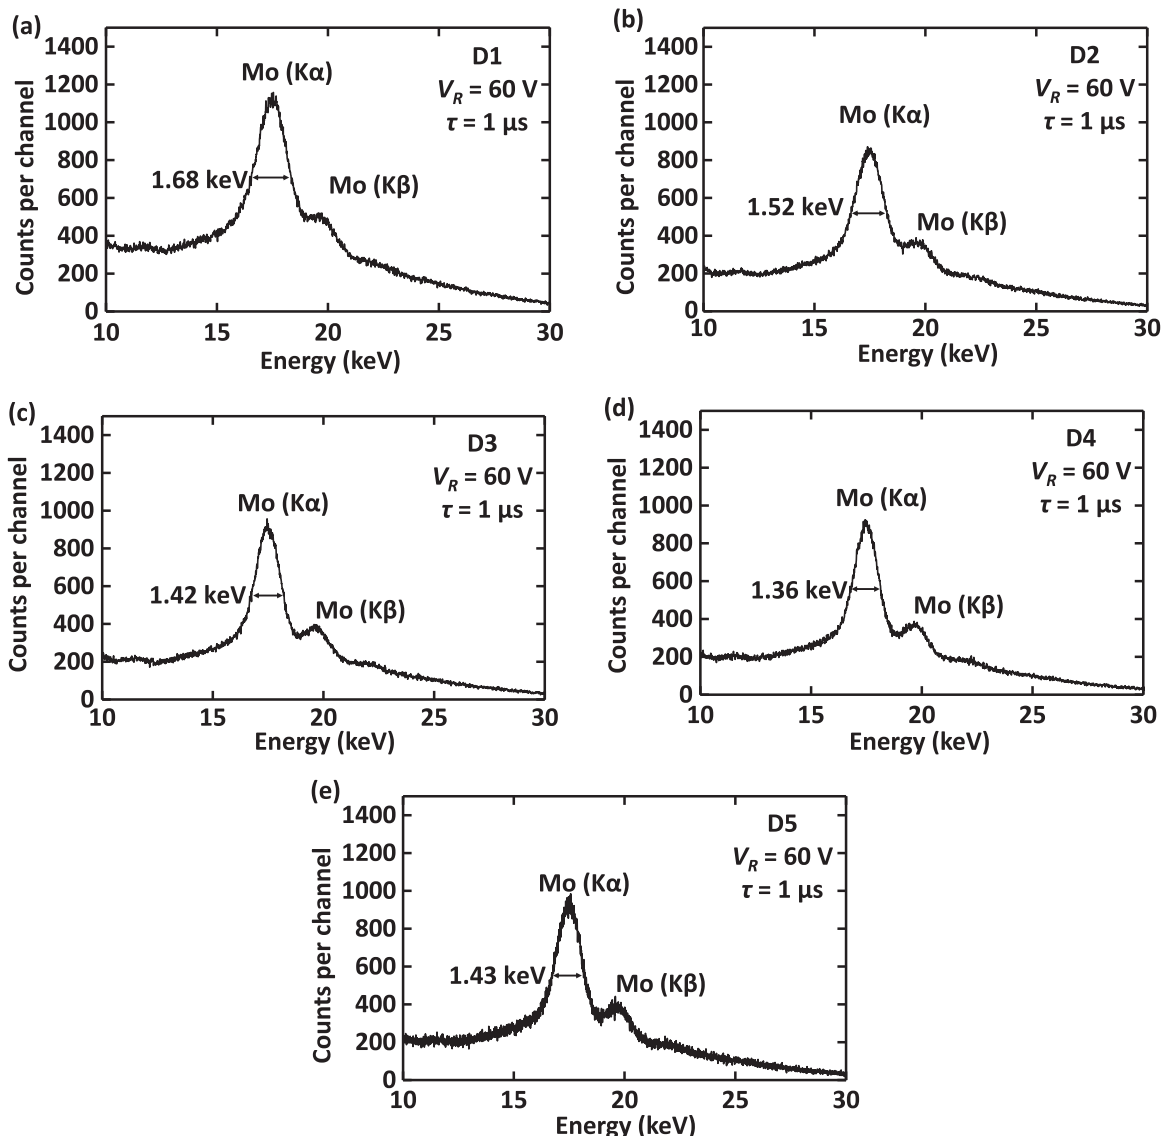 (a)
1400
1200
1000
800
600
400
200
0
Counts per channel
D1
V_R = 60 V
τ = 1 µs
Mo (Kα)
1.68 keV
Mo (Kβ)
10 15 20 25 30
Energy (keV)
(b)
1400
1200
1000
800
600
400
200
0
Counts per channel
D2
V_R = 60 V
τ = 1 µs
Mo (Kα)
1.52 keV
Mo (Kβ)
10 15 20 25 30
Energy (keV)
(c)
1400
1200
1000
800
600
400
200
0
Counts per channel
D3
V_R = 60 V
τ = 1 µs
Mo (Kα)
1.42 keV
Mo (Kβ)
10 15 20 25 30
Energy (keV)
(d)
1400
1200
1000
800
600
400
200
0
Counts per channel
D4
V_R = 60 V
τ = 1 µs
Mo (Kα)
1.36 keV
Mo (Kβ)
10 15 20 25 30
Energy (keV)
(e)
1400
1200
1000
800
600
400
200
0
Counts per channel
D5
V_R = 60 V
τ = 1 µs
Mo (Kα)
1.43 keV
Mo (Kβ)
10 15 20 25 30
Energy (keV)